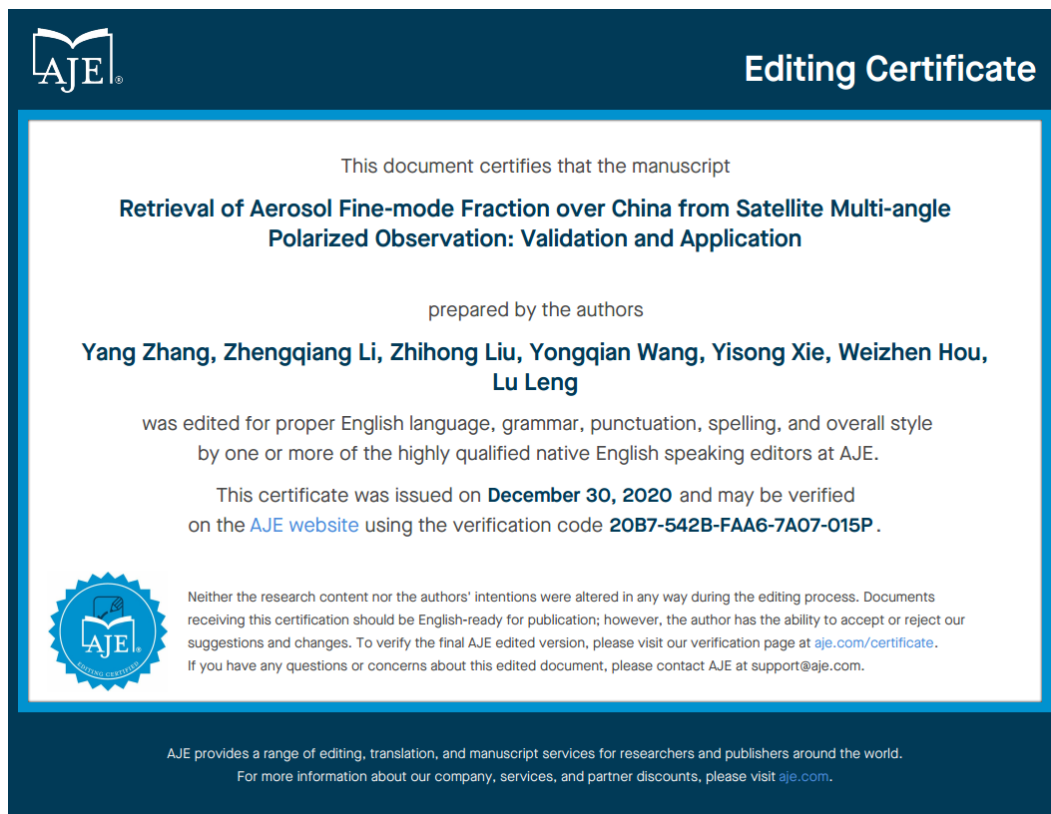 AJE®
Editing Certificate
This document certifies that the manuscript
Retrieval of Aerosol Fine-mode Fraction over China from Satellite Multi-angle
Polarized Observation: Validation and Application
prepared by the authors
Yang Zhang, Zhengqiang Li, Zhihong Liu, Yongqian Wang, Yisong Xie, Weizhen Hou,
Lu Leng
was edited for proper English language, grammar, punctuation, spelling, and overall style
by one or more of the highly qualified native English speaking editors at AJE.
This certificate was issued on December 30, 2020 and may be verified
on the AJE website using the verification code 20B7-542B-FAA6-7A07-015P.
AJE®
EDITING CERTIFIED
Neither the research content nor the authors' intentions were altered in any way during the editing process. Documents
receiving this certification should be English-ready for publication; however, the author has the ability to accept or reject our
suggestions and changes. To verify the final AJE edited version, please visit our verification page at aje.com/certificate.
If you have any questions or concerns about this edited document, please contact AJE at support@aje.com.
AJE provides a range of editing, translation, and manuscript services for researchers and publishers around the world.
For more information about our company, services, and partner discounts, please visit aje.com.